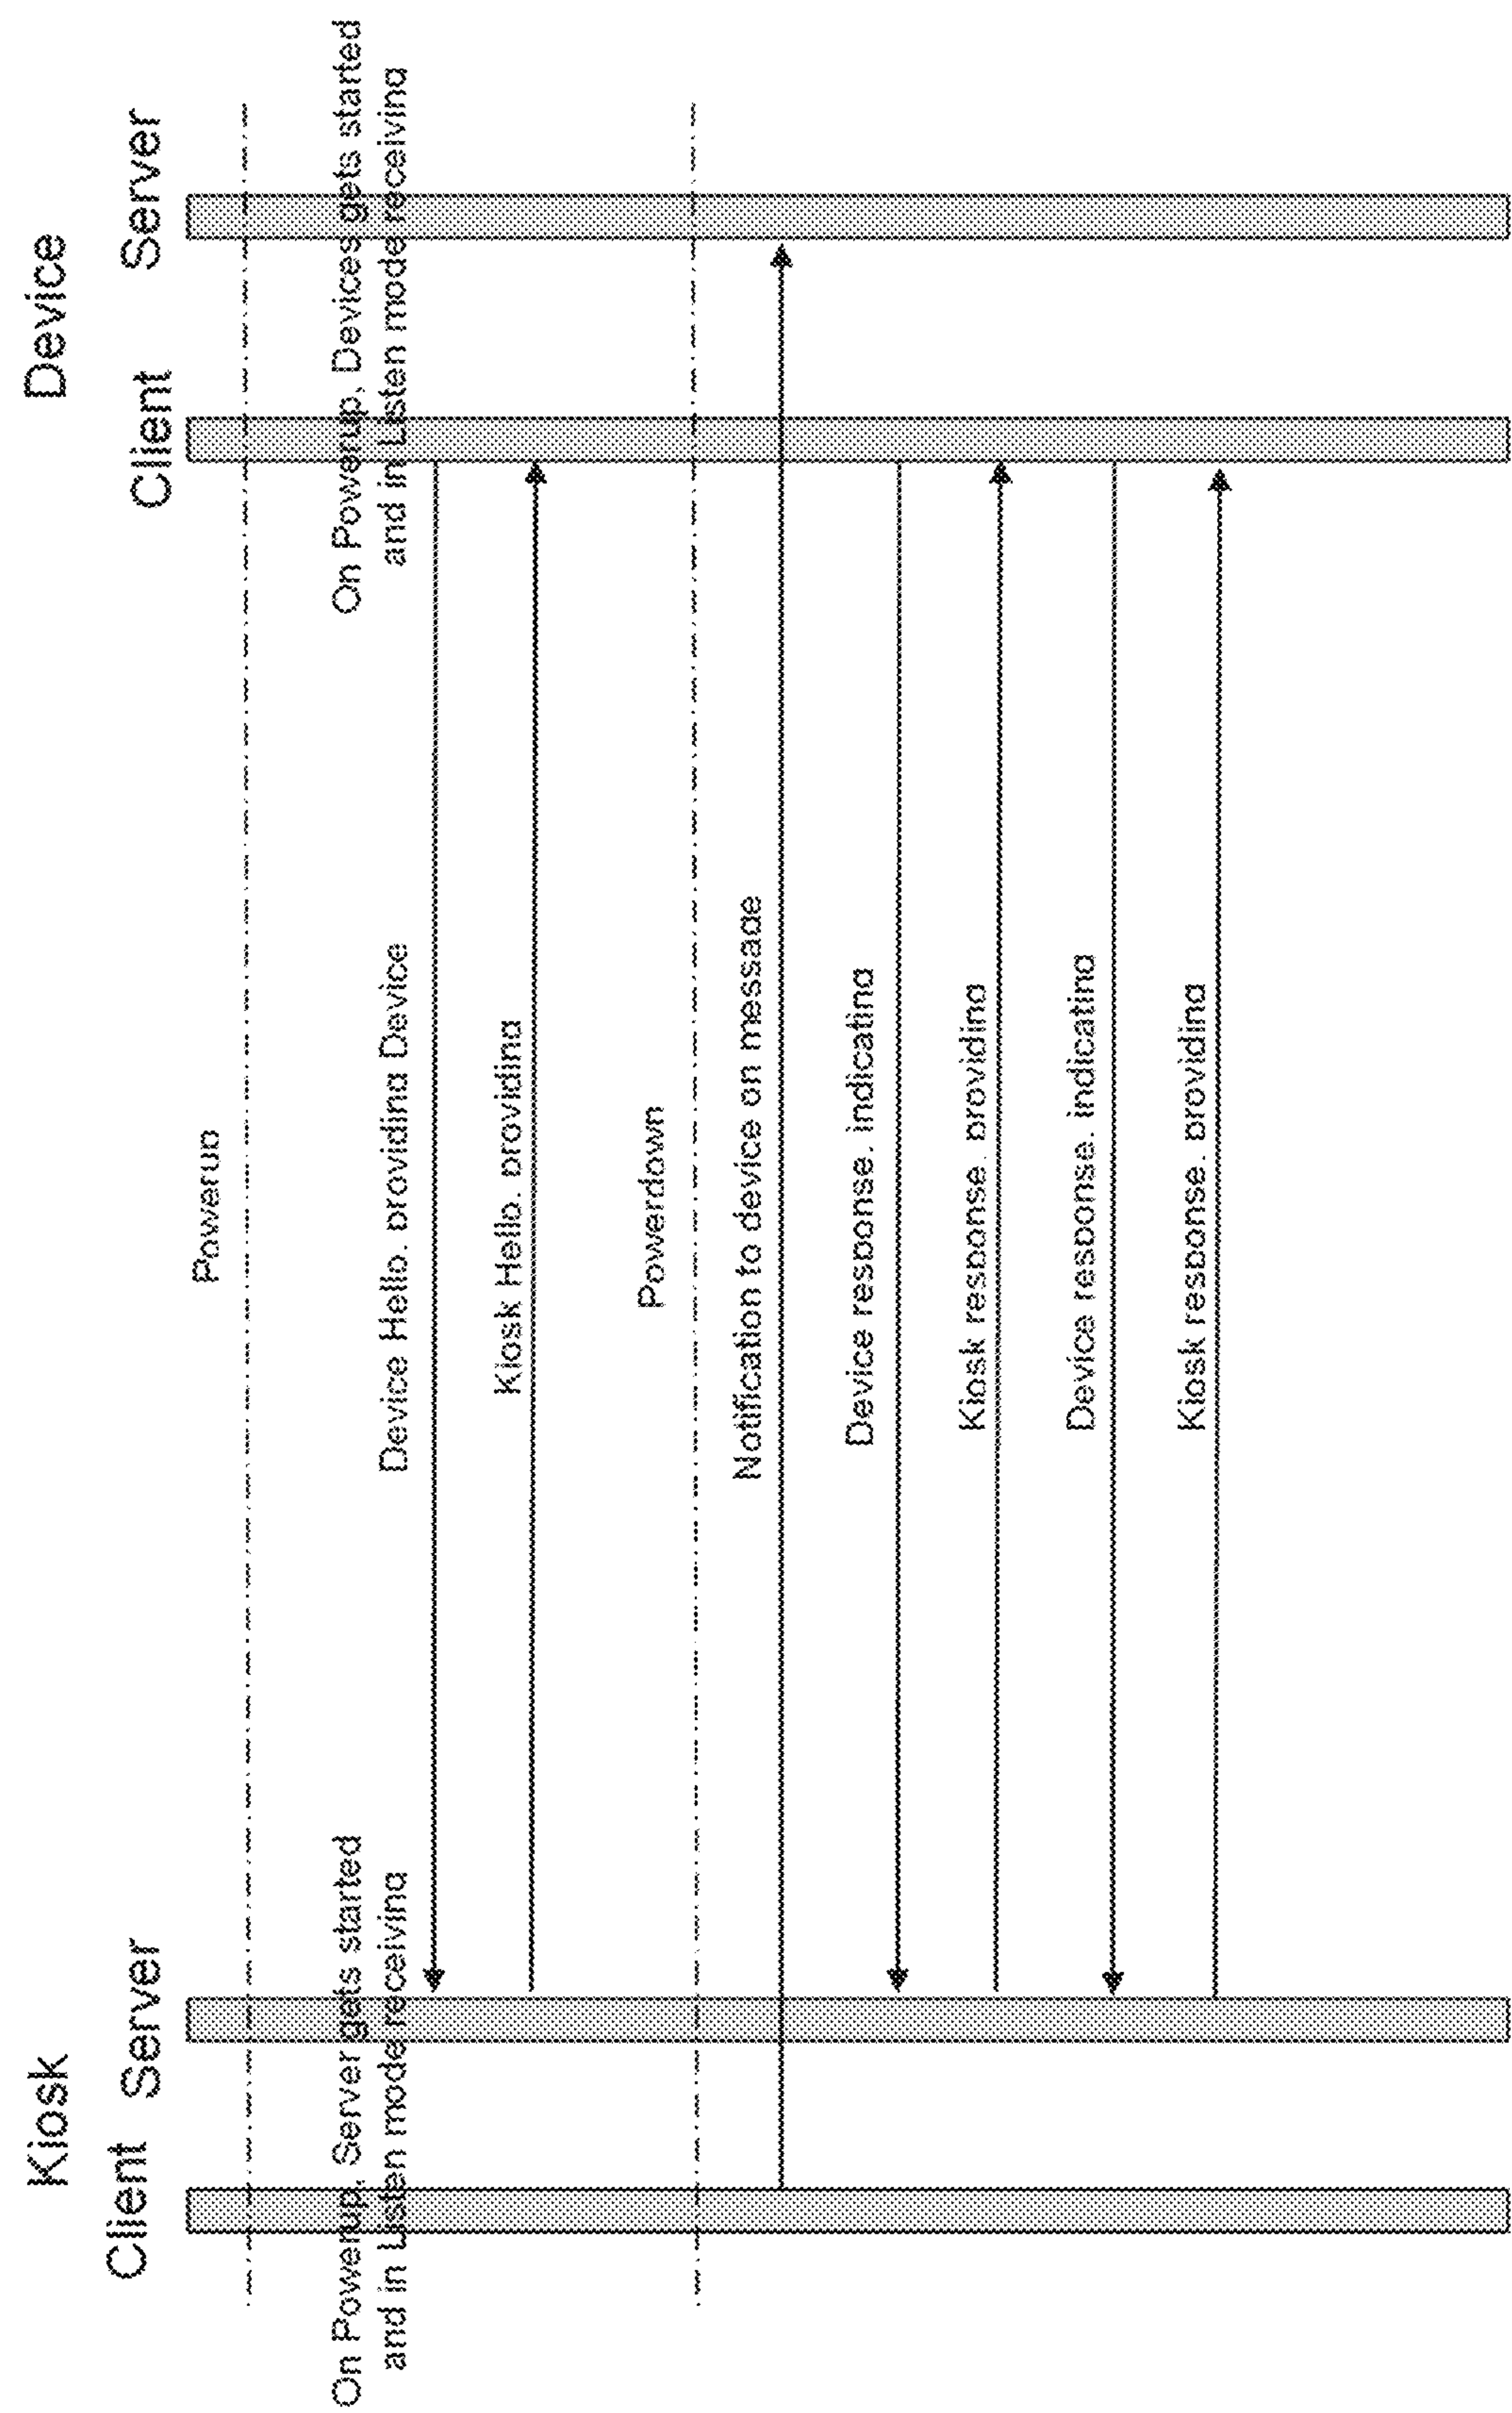 Kiosk
Device
Client
Server
Client
Server
Powerup
On Powerup, Server gets started
and in Listen mode receiving
On Powerup, Devices gets started
and in Listen mode receiving
Device Hello, providing Device
Kiosk Hello, providing
Powerdown
Notification to device on message
Device response, indicating
Kiosk response, providing
Device response, indicating
Kiosk response, providing